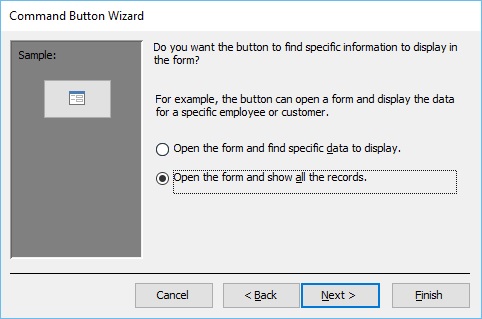 Command Button Wizard
Sample:
Do you want the button to find specific information to display in
the form?
For example, the button can open a form and display the data
for a specific employee or customer.
Open the form and find specific data to display.
Open the form and show all the records.
Cancel
< Back
Next >
Finish